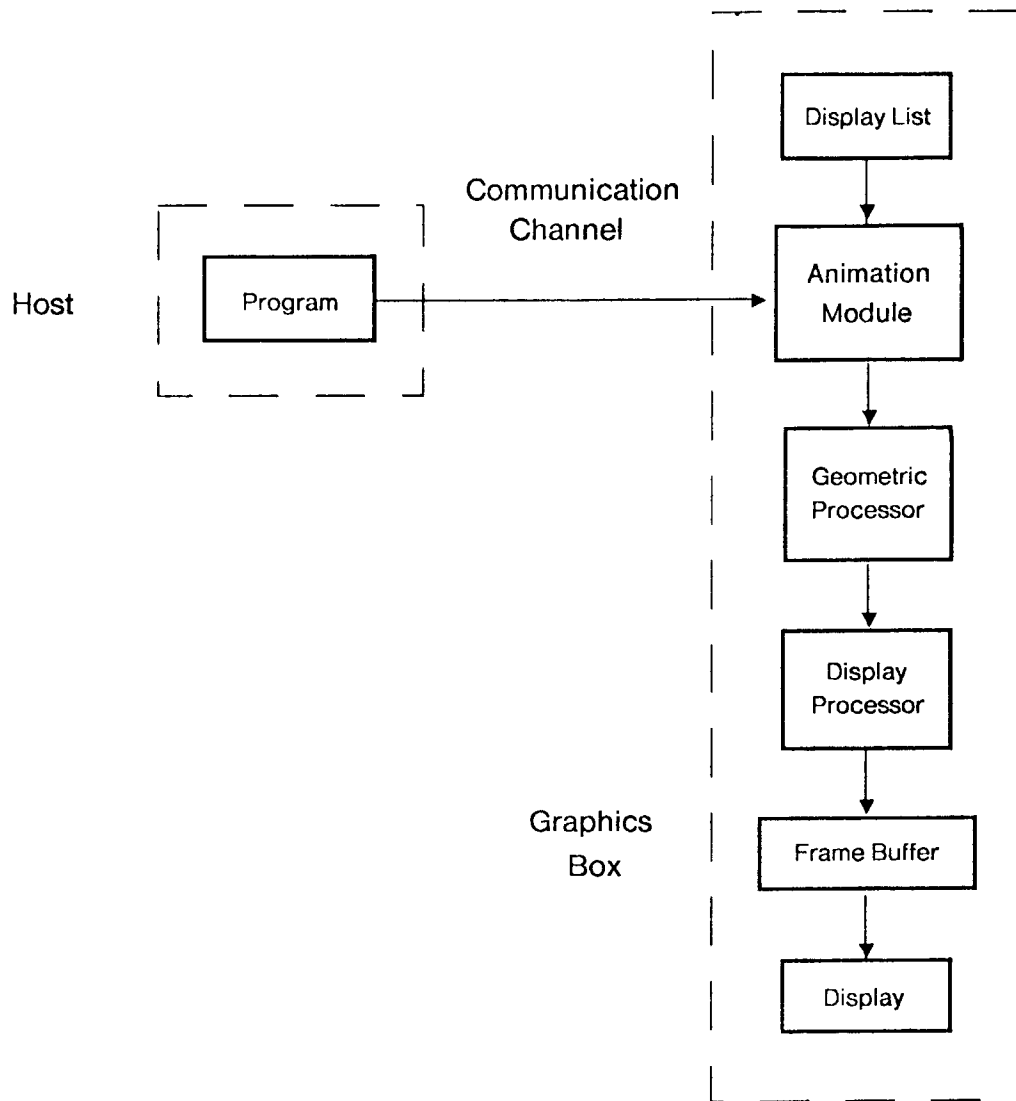 Display List
Communication
Channel
Animation
Module
Host
Program
Geometric
Processor
Display
Processor
Graphics
Box
Frame Buffer
Display